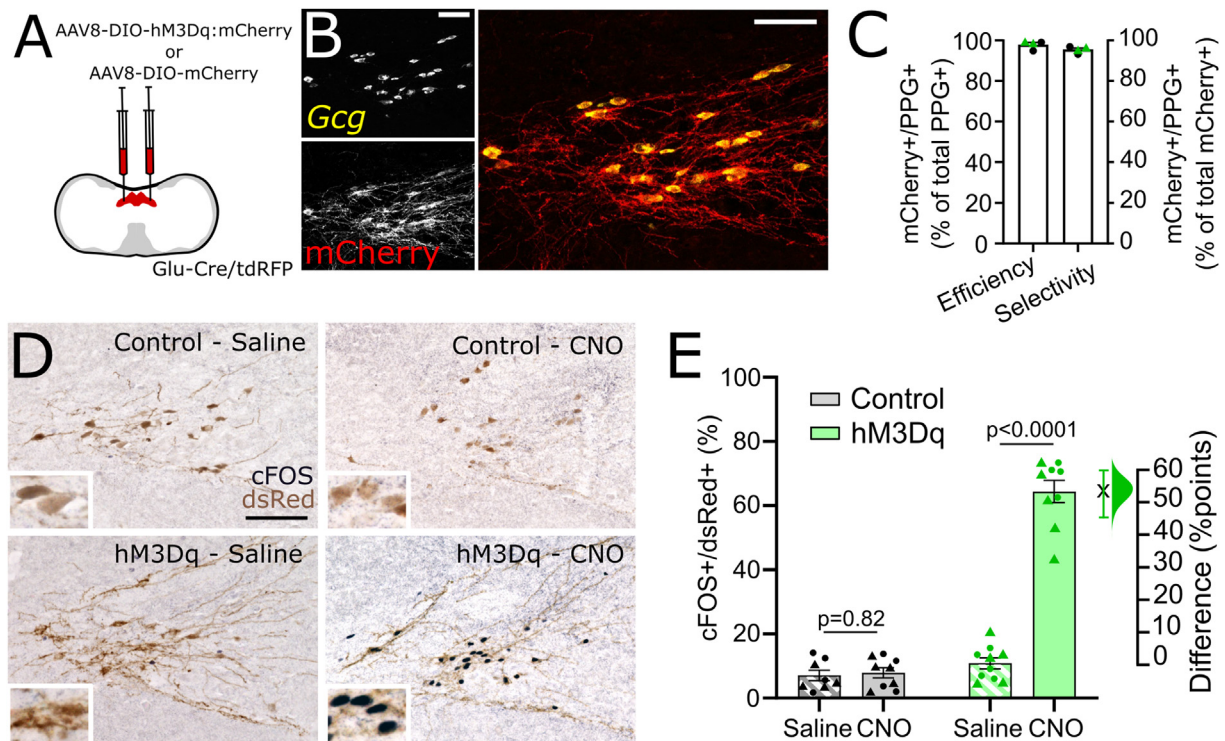 A
AAV8-DIO-hM3Dq:mCherry
or
AAV8-DIO-mCherry
Glu-Cre/tdRFP
B
Gcg
mCherry
C
mCherry+/PPG+
(% of total PPG+)
100
80
60
40
20
0
Efficiency
Selectivity
100
80
60
40
20
0
mCherry+/PPG+
(% of total mCherry+)
D
Control - Saline
cFOS
dsRed
Control - CNO
hM3Dq - Saline
hM3Dq - CNO
E
cFOS+/dsRed+ (%)
100
80
60
40
20
0
Control
hM3Dq
p=0.82
p<0.0001
x
Saline CNO
Saline CNO
60
50
40
30
20
10
0
Difference (%points)